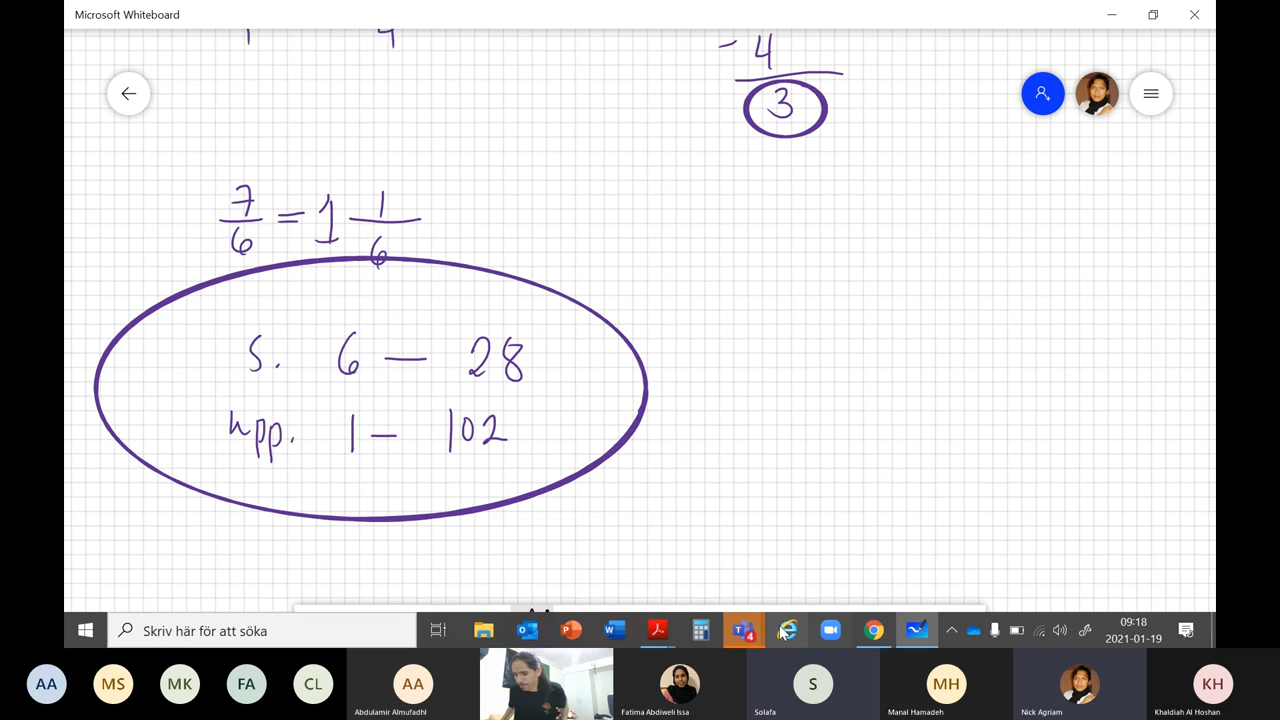 Microsoft Whiteboard
- 4
3
7/6 = 1 1/6
S. 6 — 28
upp. 1 — 102
Skriv här för att söka
4
09:18
2021-01-19
AA
MS
MK
FA
CL
AA
S
MH
KH
Abdulamir Almufadhl
Fatima Abdiweli Issa
Solafa
Manal Hamadeh
Nick Agriam
Khaldiah Al Hoshan